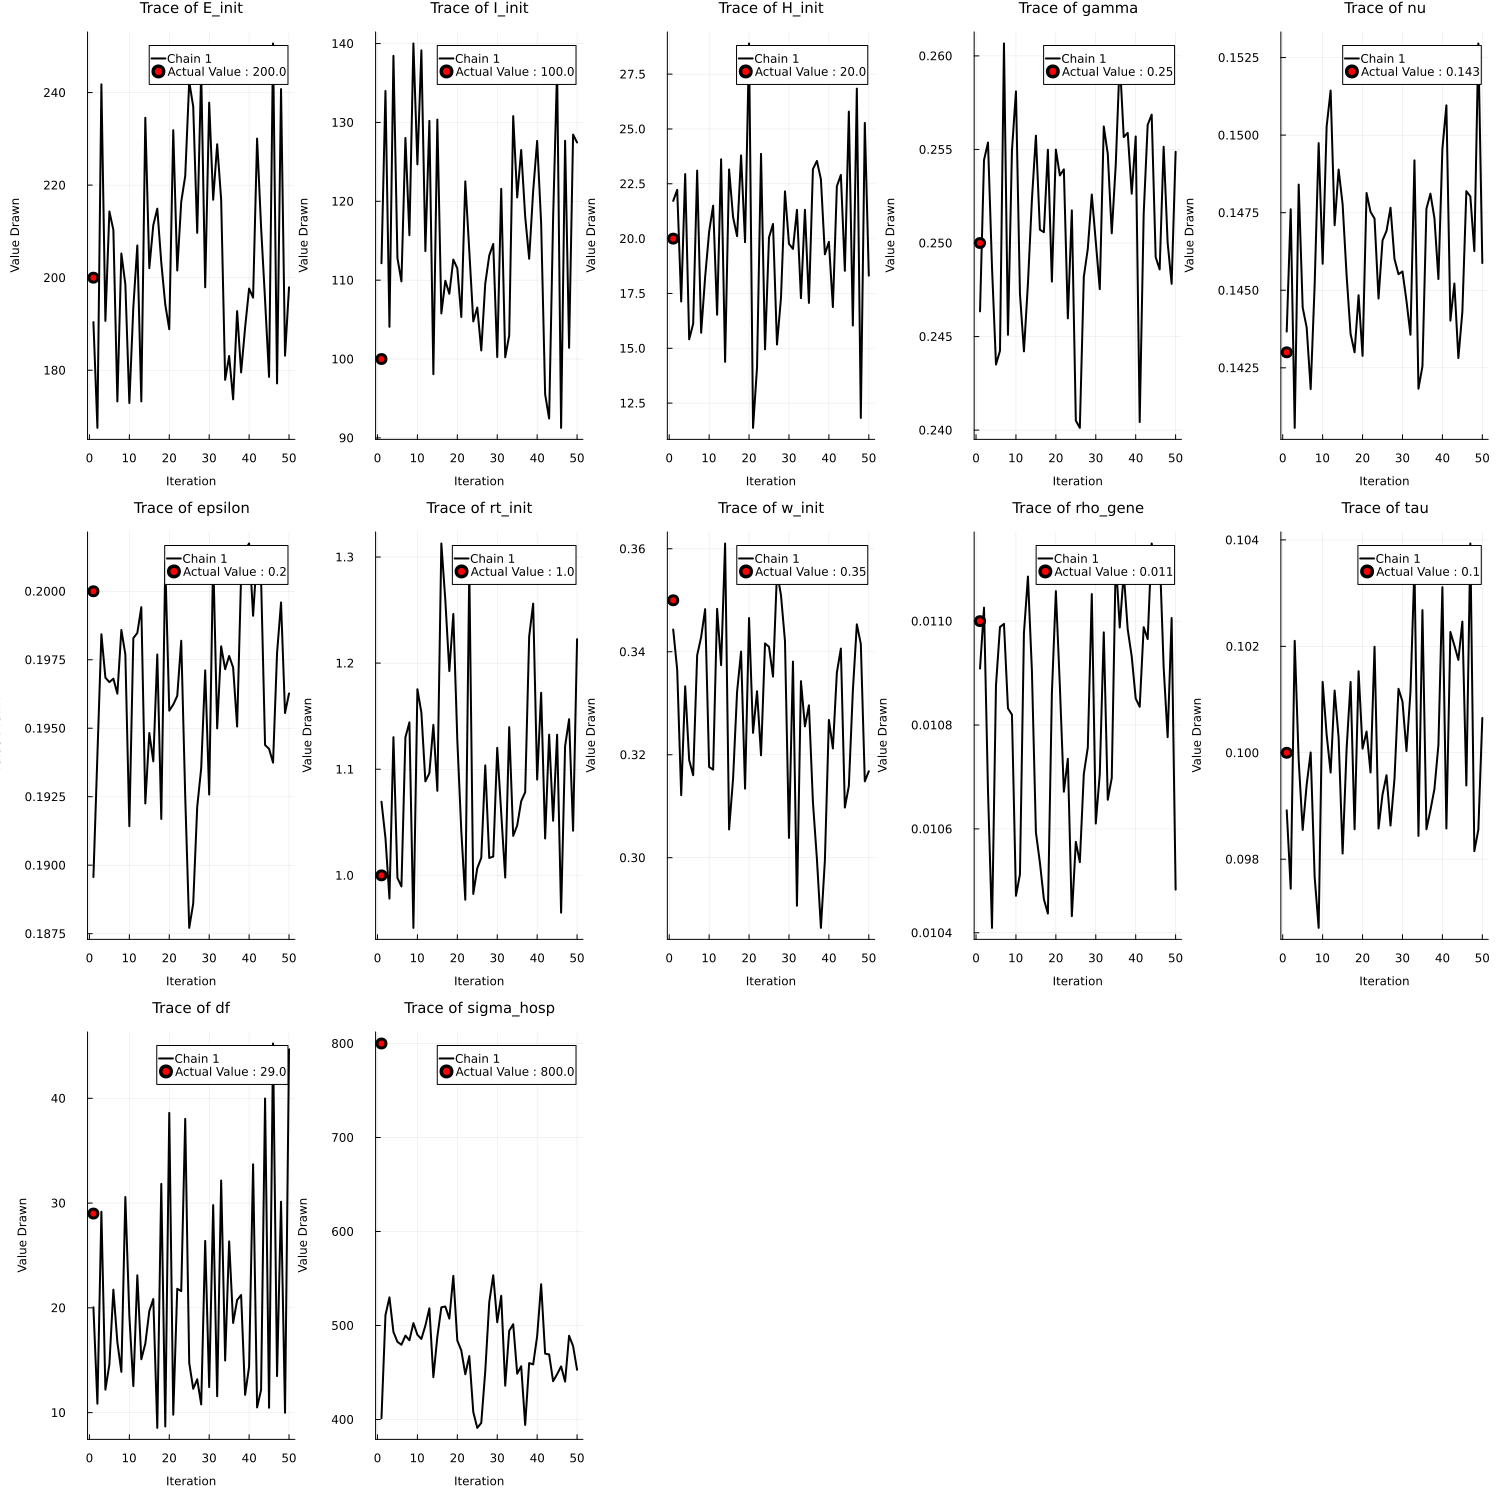 Trace of E_init
Chain 1
Actual Value : 200.0
240
220
200
180
0 10 20 30 40 50
Iteration
Value Drawn
Trace of I_init
Chain 1
Actual Value : 100.0
140
130
120
110
100
90
0 10 20 30 40 50
Iteration
Value Drawn
Trace of H_init
Chain 1
Actual Value : 20.0
27.5
25.0
22.5
20.0
17.5
15.0
12.5
0 10 20 30 40 50
Iteration
Value Drawn
Trace of gamma
Chain 1
Actual Value : 0.25
0.260
0.255
0.250
0.245
0.240
0 10 20 30 40 50
Iteration
Trace of nu
Chain 1
Actual Value : 0.143
0.1525
0.1500
0.1475
0.1450
0.1425
0 10 20 30 40 50
Iteration
Value Drawn
Trace of epsilon
Chain 1
Actual Value : 0.2
0.2000
0.1975
0.1950
0.1925
0.1900
0.1875
0 10 20 30 40 50
Iteration
Trace of rt_init
Chain 1
Actual Value : 1.0
1.3
1.2
1.1
1.0
0 10 20 30 40 50
Iteration
Value Drawn
Trace of w_init
Chain 1
Actual Value : 0.35
0.36
0.34
0.32
0.30
0 10 20 30 40 50
Iteration
Value Drawn
Trace of rho_gene
Chain 1
Actual Value : 0.011
0.0110
0.0108
0.0106
0.0104
0 10 20 30 40 50
Iteration
Value Drawn
Trace of tau
Chain 1
Actual Value : 0.1
0.104
0.102
0.100
0.098
0 10 20 30 40 50
Iteration
Value Drawn
Trace of df
Chain 1
Actual Value : 29.0
40
30
20
10
0 10 20 30 40 50
Iteration
Value Drawn
Trace of sigma_hosp
Chain 1
Actual Value : 800.0
800
700
600
500
400
0 10 20 30 40 50
Iteration
Value Drawn